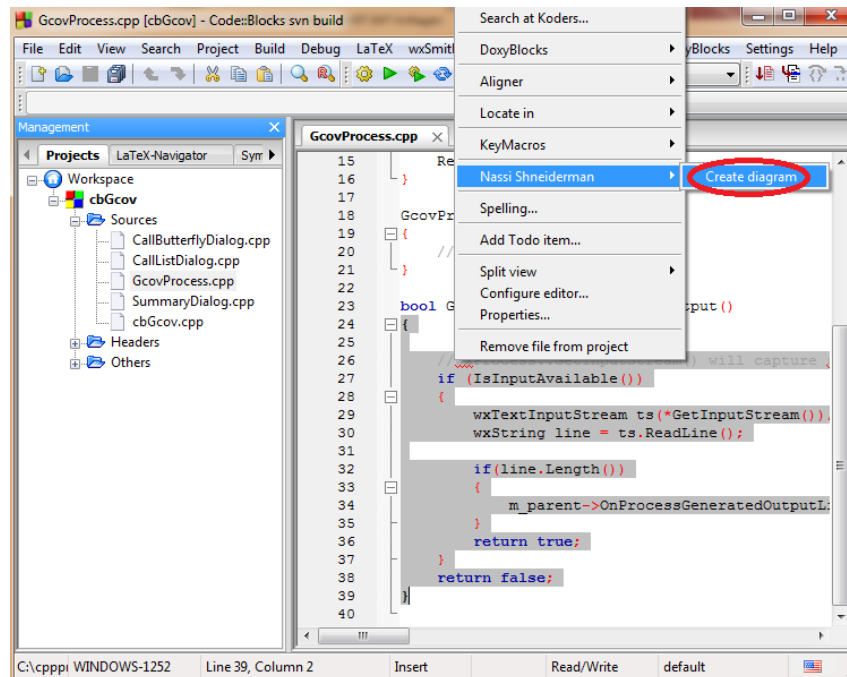 GcovProcess.cpp [cbGcov] - Code::Blocks svn build
File Edit View Search Project Build Debug LaTeX wxSmit yBlocks Settings Help
Search at Koders...
DoxyBlocks
Aligner
Locate in
KeyMacros
Nassi Shneiderman
Create diagram
Spelling...
Add Todo item...
Split view
Configure editor...
Properties...
Remove file from project
Management
Projects LaTeX-Navigator Sym
Workspace
cbGcov
Sources
CallButterflyDialog.cpp
CallListDialog.cpp
GcovProcess.cpp
SummaryDialog.cpp
cbGcov.cpp
Headers
Others
GcovProcess.cpp
15 Re
16 }
17
18 GcovPr
19 {
20 //
21 }
22
23 bool G put()
24 {
25
26 // will capture
27 if (IsInputAvailable())
28 {
29 wxTextInputStream ts(*GetInputStream())
30 wxString line = ts.ReadLine();
31
32 if(line.Length())
33 {
34 m_parent->OnProcessGeneratedOutputLi
35 }
36 return true;
37 }
38 return false;
39 }
40
C:\cpppr WINDOWS-1252 Line 39, Column 2 Insert Read/Write default